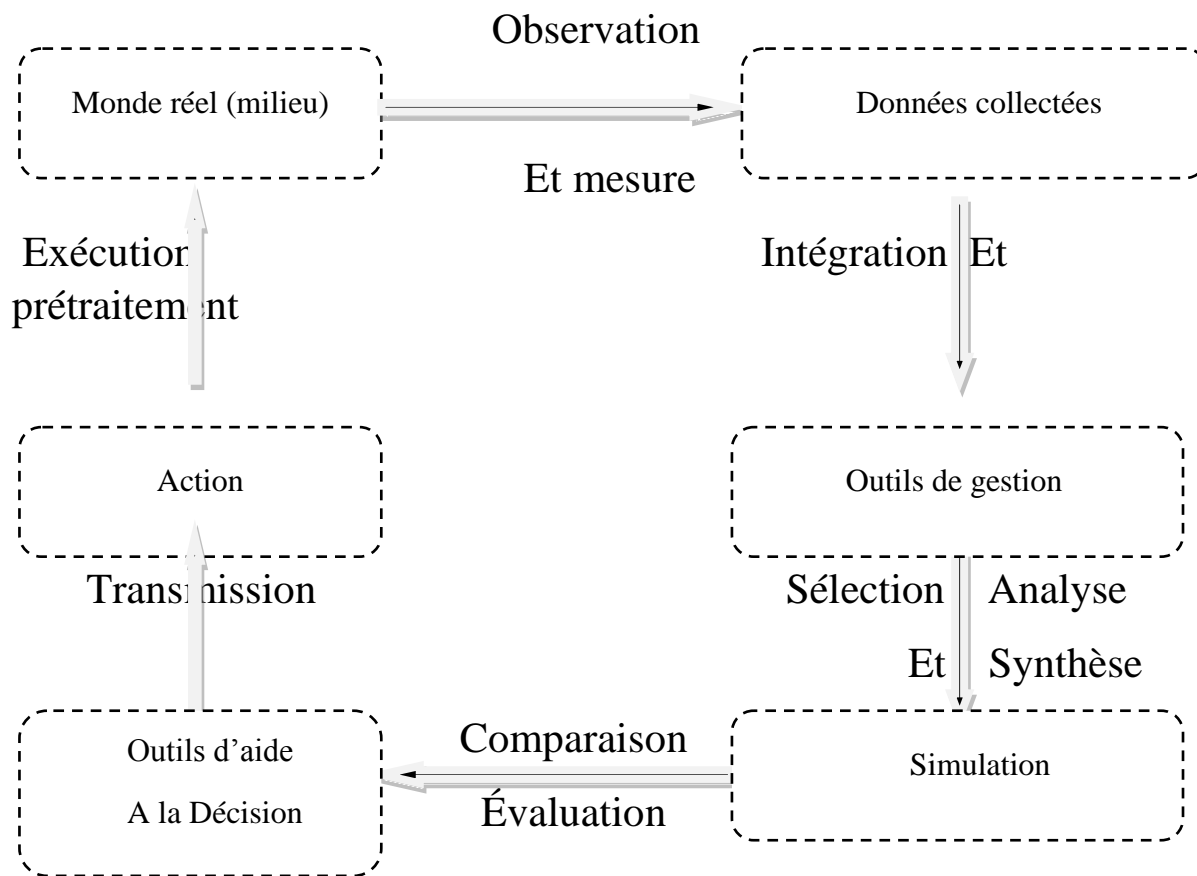 Observation
Monde réel (milieu)
Données collectées
Et mesure
Exécution
Intégration Et
prétraitement
Action
Outils de gestion
Transmission
Sélection Analyse
Et Synthèse
Comparaison
Outils d’aide
Simulation
A la Décision
Évaluation